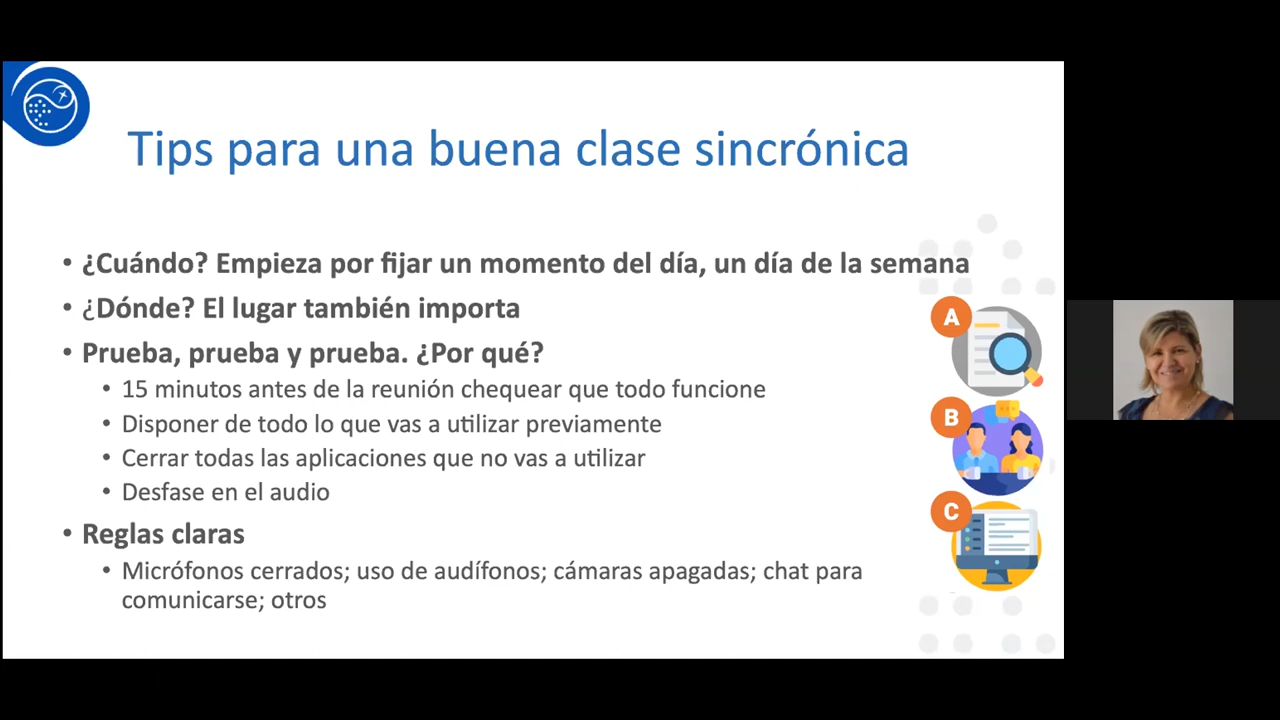 Tips para una buena clase sincrónica
• ¿Cuándo? Empieza por fijar un momento del día, un día de la semana
• ¿Dónde? El lugar también importa
• Prueba, prueba y prueba. ¿Por qué?
• 15 minutos antes de la reunión chequear que todo funcione
• Disponer de todo lo que vas a utilizar previamente
• Cerrar todas las aplicaciones que no vas a utilizar
• Desfase en el audio
• Reglas claras
• Micrófonos cerrados; uso de audífonos; cámaras apagadas; chat para
comunicarse; otros
A
B
C